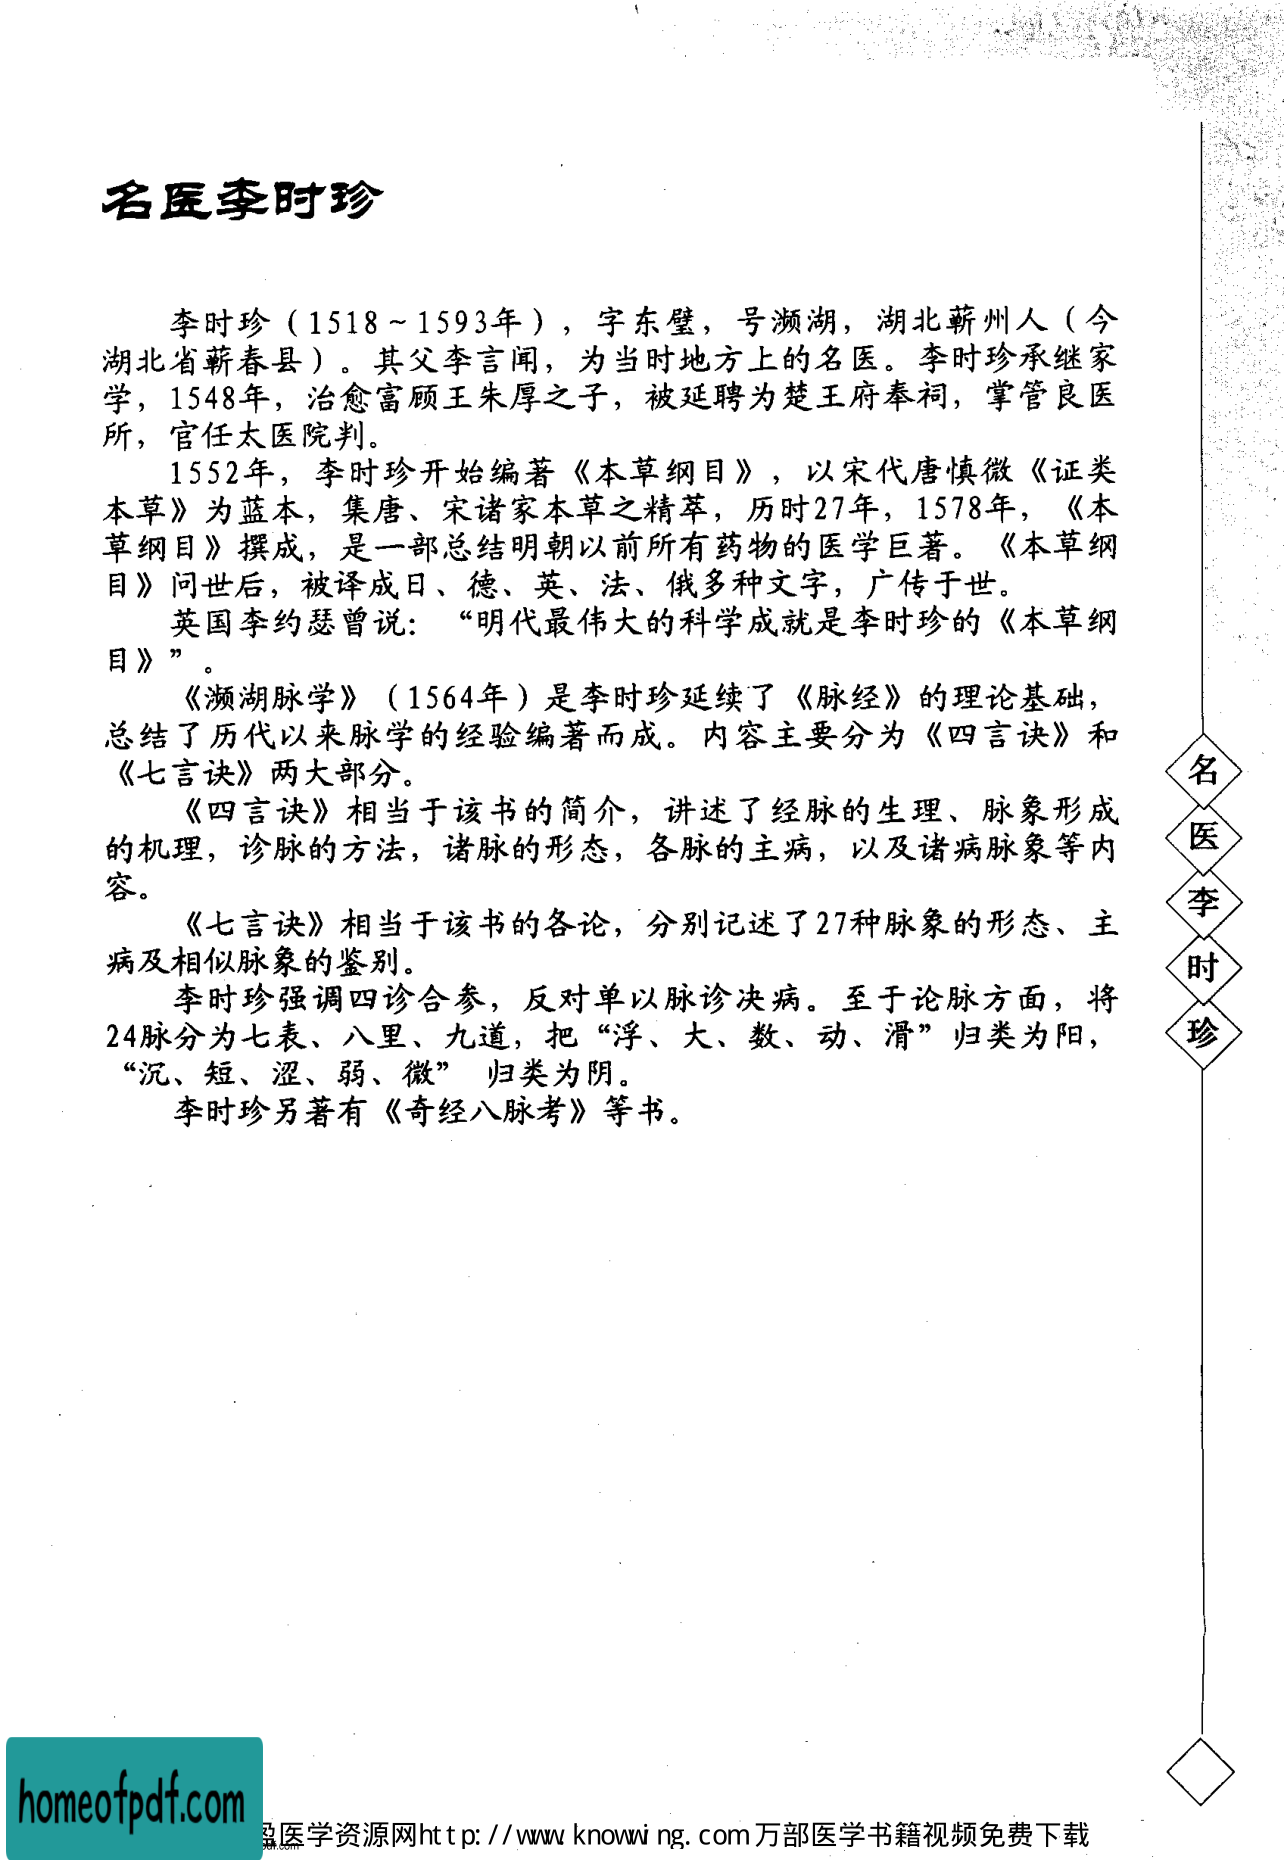 名医李时珍
李时珍（1518～1593年），字东璧，号濒湖，湖北蕲州人（今
湖北省蕲春县）。其父李言闻，为当时地方上的名医。李时珍承继家
学，1548年，治愈富顾王朱厚之子，被延聘为楚王府奉祠，掌管良医
所，官任太医院判。
1552年，李时珍开始编著《本草纲目》，以宋代唐慎微《证类
本草》为蓝本，集唐、宋诸家本草之精萃，历时27年，1578年，《本
草纲目》撰成，是一部总结明朝以前所有药物的医学巨著。《本草纲
目》问世后，被译成日、德、英、法、俄多种文字，广传于世。
英国李约瑟曾说：“明代最伟大的科学成就是李时珍的《本草纲
目》”。
《濒湖脉学》（1564年）是李时珍延续了《脉经》的理论基础，
总结了历代以来脉学的经验编著而成。内容主要分为《四言诀》和
《七言诀》两大部分。
《四言诀》相当于该书的简介，讲述了经脉的生理、脉象形成
的机理，诊脉的方法，诸脉的形态，各脉的主病，以及诸病脉象等内
容。
《七言诀》相当于该书的各论，分别记述了27种脉象的形态、主
病及相似脉象的鉴别。
李时珍强调四诊合参，反对单以脉诊决病。至于论脉方面，将
24脉分为七表、八里、九道，把“浮、大、数、动、滑”归类为阳，
“沉、短、涩、弱、微” 归类为阴。
李时珍另著有《奇经八脉考》等书。
名
医
李
时
珍
homeofpdf.com
盈医学资源网http://www.knowwing.com万部医学书籍视频免费下载